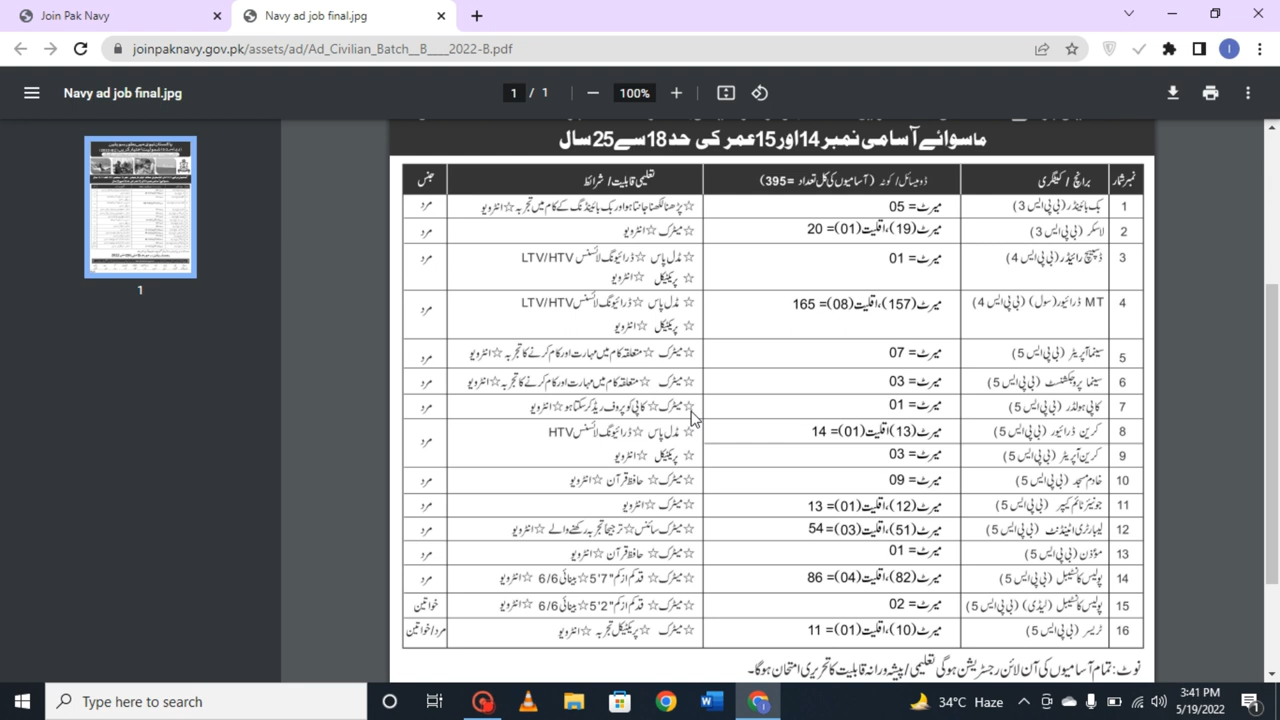 Join Pak Navy
Navy ad job final.jpg
joinpaknavy.gov.pk/assets/ad/Ad_Civilian_Batch__B____2022-B.pdf
I
Navy ad job final.jpg
1 / 1
100%
1
ماسوائے آسامی نمبر 14 اور 15 عمر کی حد 18 سے 25 سال
نمبر شمار برانچ / کیٹگری ڈومیسائل / کوٹہ (آسامیوں کی کل تعداد =395) تعلیمی قابلیت / شرائط جنس
1 بک بائینڈر (بی پی ایس 3) میرٹ= 05 ☆ پڑھنا لکھنا جانتا ہو اور بک بائینڈنگ کے کام میں تجربہ ☆ انٹرویو مرد
2 لاسکر (بی پی ایس 3) میرٹ(19)، اقلیت(01)= 20 ☆ میٹرک ☆ انٹرویو مرد
3 ڈسپیچ رائیڈر (بی پی ایس 4) میرٹ= 01 ☆ مڈل پاس ☆ ڈرائیونگ لائسنس LTV/HTV مرد
☆ پریکٹیکل ☆ انٹرویو
4 MT ڈرائیور (سول) (بی پی ایس 4) میرٹ(157)، اقلیت(08)= 165 ☆ مڈل پاس ☆ ڈرائیونگ لائسنس LTV/HTV مرد
☆ پریکٹیکل ☆ انٹرویو
5 سینما آپریٹر (بی پی ایس 5) میرٹ= 07 ☆ میٹرک ☆ متعلقہ کام میں مہارت اور کام کرنے کا تجربہ ☆ انٹرویو مرد
6 سینما پروجکشنسٹ (بی پی ایس 5) میرٹ= 03 ☆ میٹرک ☆ متعلقہ کام میں مہارت اور کام کرنے کا تجربہ ☆ انٹرویو مرد
7 کاپی ہولڈر (بی پی ایس 5) میرٹ= 01 ☆ میٹرک ☆ کاپی کو پروف ریڈ کر سکتا ہو ☆ انٹرویو مرد
8 کرین ڈرائیور (بی پی ایس 5) میرٹ(13)، اقلیت(01)= 14 ☆ مڈل پاس ☆ ڈرائیونگ لائسنس HTV مرد
9 کرین آپریٹر (بی پی ایس 5) میرٹ= 03 ☆ پریکٹیکل ☆ انٹرویو
10 خادم مسجد (بی پی ایس 5) میرٹ= 09 ☆ میٹرک ☆ حافظ قرآن ☆ انٹرویو مرد
11 جونیئر ٹائم کیپر (بی پی ایس 5) میرٹ(12)، اقلیت(01)= 13 ☆ میٹرک ☆ انٹرویو مرد
12 لیبارٹری اٹینڈنٹ (بی پی ایس 5) میرٹ(51)، اقلیت(03)= 54 ☆ میٹرک سائنس ☆ ترجیحاً تجربہ رکھنے والے ☆ انٹرویو مرد
13 مؤذن (بی پی ایس 5) میرٹ= 01 ☆ میٹرک ☆ حافظ قرآن ☆ انٹرویو مرد
14 پولیس کانسٹیبل (بی پی ایس 5) میرٹ(82)، اقلیت(04)= 86 ☆ میٹرک ☆ قد کم از کم "7'5 ☆ بینائی 6/6 ☆ انٹرویو مرد
15 پولیس کانسٹیبل (لیڈی) (بی پی ایس 5) میرٹ= 02 ☆ میٹرک ☆ قد کم از کم "2'5 ☆ بینائی 6/6 ☆ انٹرویو خواتین
16 ٹریسر (بی پی ایس 5) میرٹ(10)، اقلیت(01)= 11 ☆ میٹرک ☆ پریکٹیکل تجربہ ☆ انٹرویو مرد/خواتین
نوٹ: تمام آسامیوں کی آن لائن رجسٹریشن ہوگی تعلیمی/ پیشہ ورانہ قابلیت کا تحریری امتحان ہوگا۔
Type here to search
34°C Haze
3:41 PM
5/19/2022
1